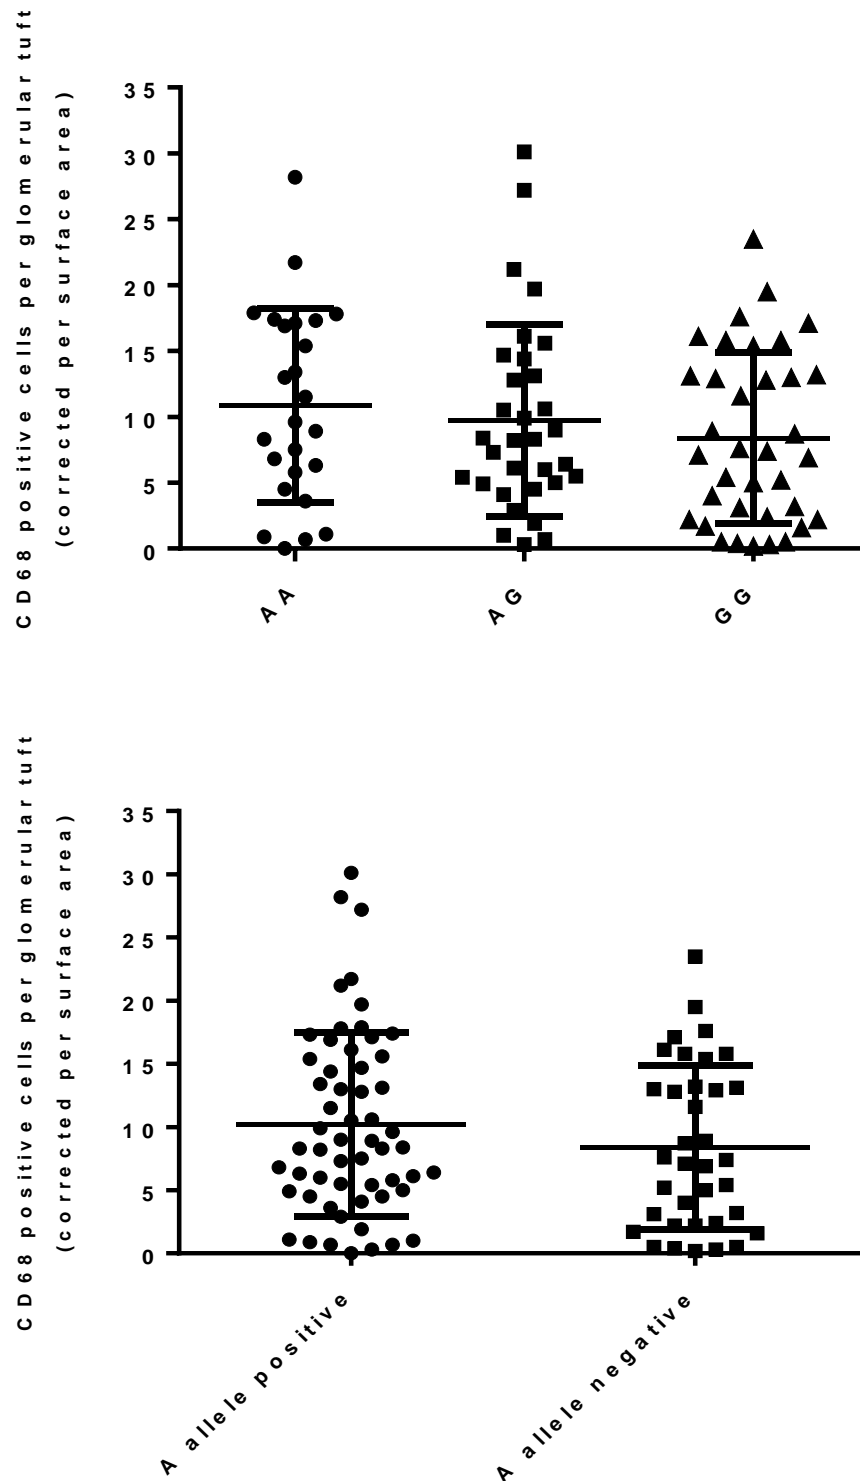 CD68 positive cells per glomerular tuft
(corrected per surface area)
35
30
25
20
15
10
5
0
AA
AG
GG
CD68 positive cells per glomerular tuft
(corrected per surface area)
35
30
25
20
15
10
5
0
A allele positive
A allele negative